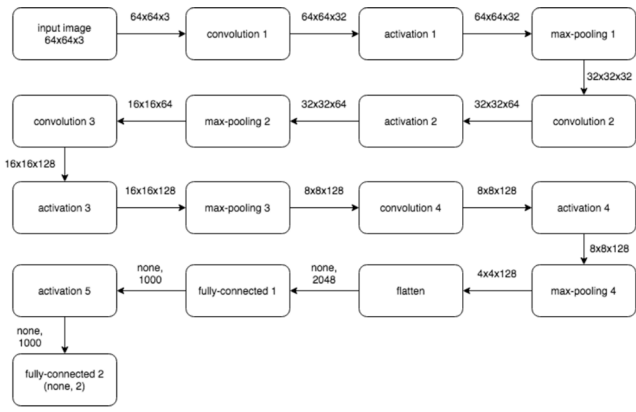 input image
64x64x3
64x64x3
convolution 1
64x64x32
activation 1
64x64x32
max-pooling 1
32x32x32
convolution 2
32x32x64
activation 2
32x32x64
max-pooling 2
16x16x64
convolution 3
16x16x128
activation 3
16x16x128
max-pooling 3
8x8x128
convolution 4
8x8x128
activation 4
8x8x128
max-pooling 4
4x4x128
flatten
none,
2048
fully-connected 1
none,
1000
activation 5
none,
1000
fully-connected 2
(none, 2)